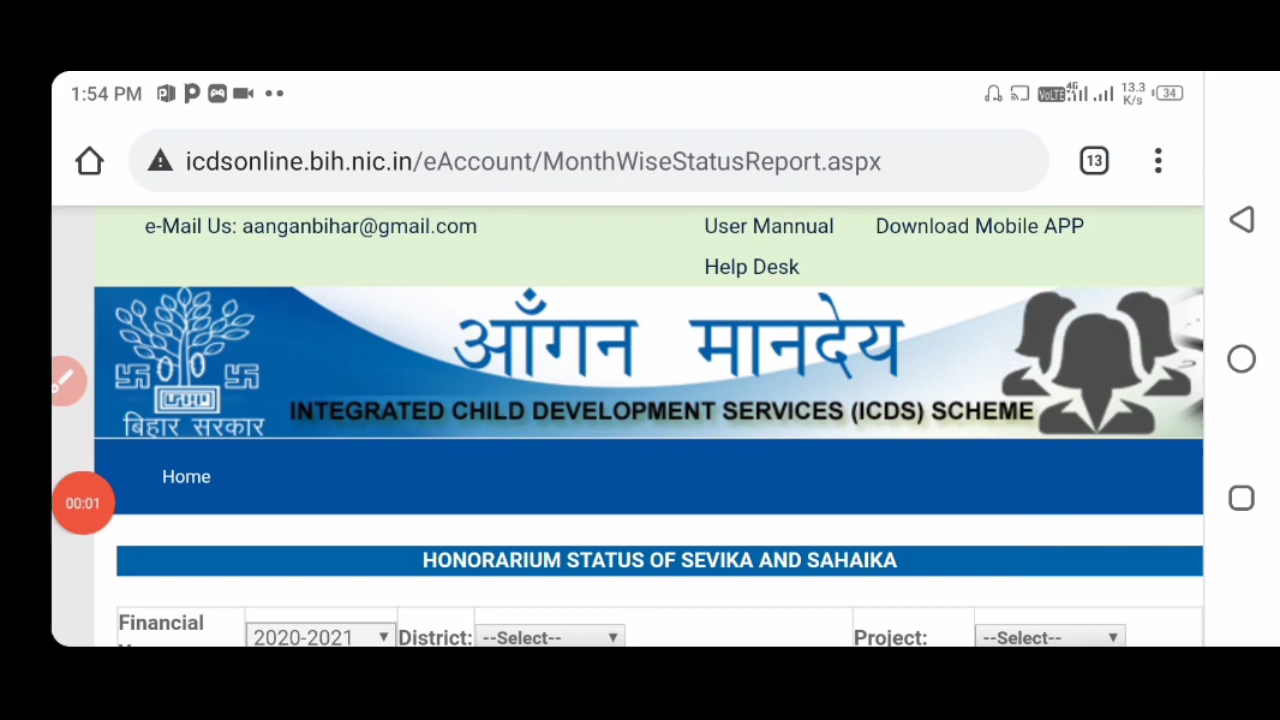 1:54 PM
VoLTE 4G 13.3 K/s 34
icdsonline.bih.nic.in/eAccount/MonthWiseStatusReport.aspx 13
e-Mail Us: aanganbihar@gmail.com User Mannual Download Mobile APP
Help Desk
आँगन मानदेय
INTEGRATED CHILD DEVELOPMENT SERVICES (ICDS) SCHEME
बिहार सरकार
Home
00:01
HONORARIUM STATUS OF SEVIKA AND SAHAIKA
Financial
2020-2021 District: --Select-- Project: --Select--